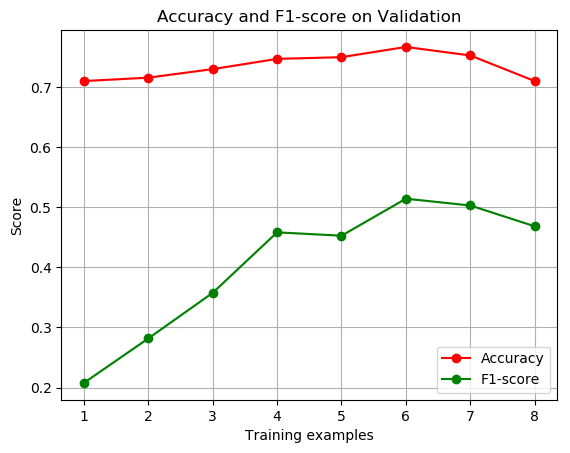 Accuracy and F1-score on Validation
Score
0.7
0.6
0.5
0.4
0.3
0.2
1 2 3 4 5 6 7 8
Training examples
Accuracy
F1-score